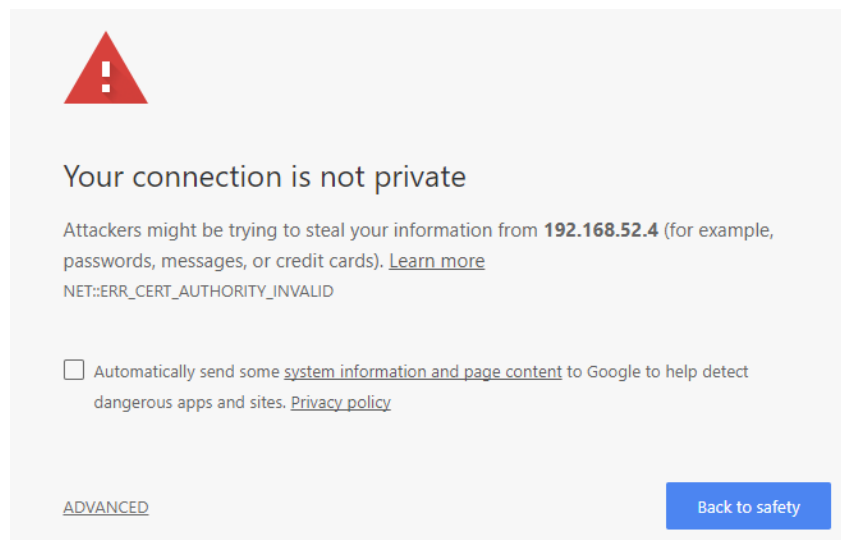 Your connection is not private
Attackers might be trying to steal your information from 192.168.52.4 (for example,
passwords, messages, or credit cards). Learn more
NET::ERR_CERT_AUTHORITY_INVALID
Automatically send some system information and page content to Google to help detect
dangerous apps and sites. Privacy policy
ADVANCED
Back to safety